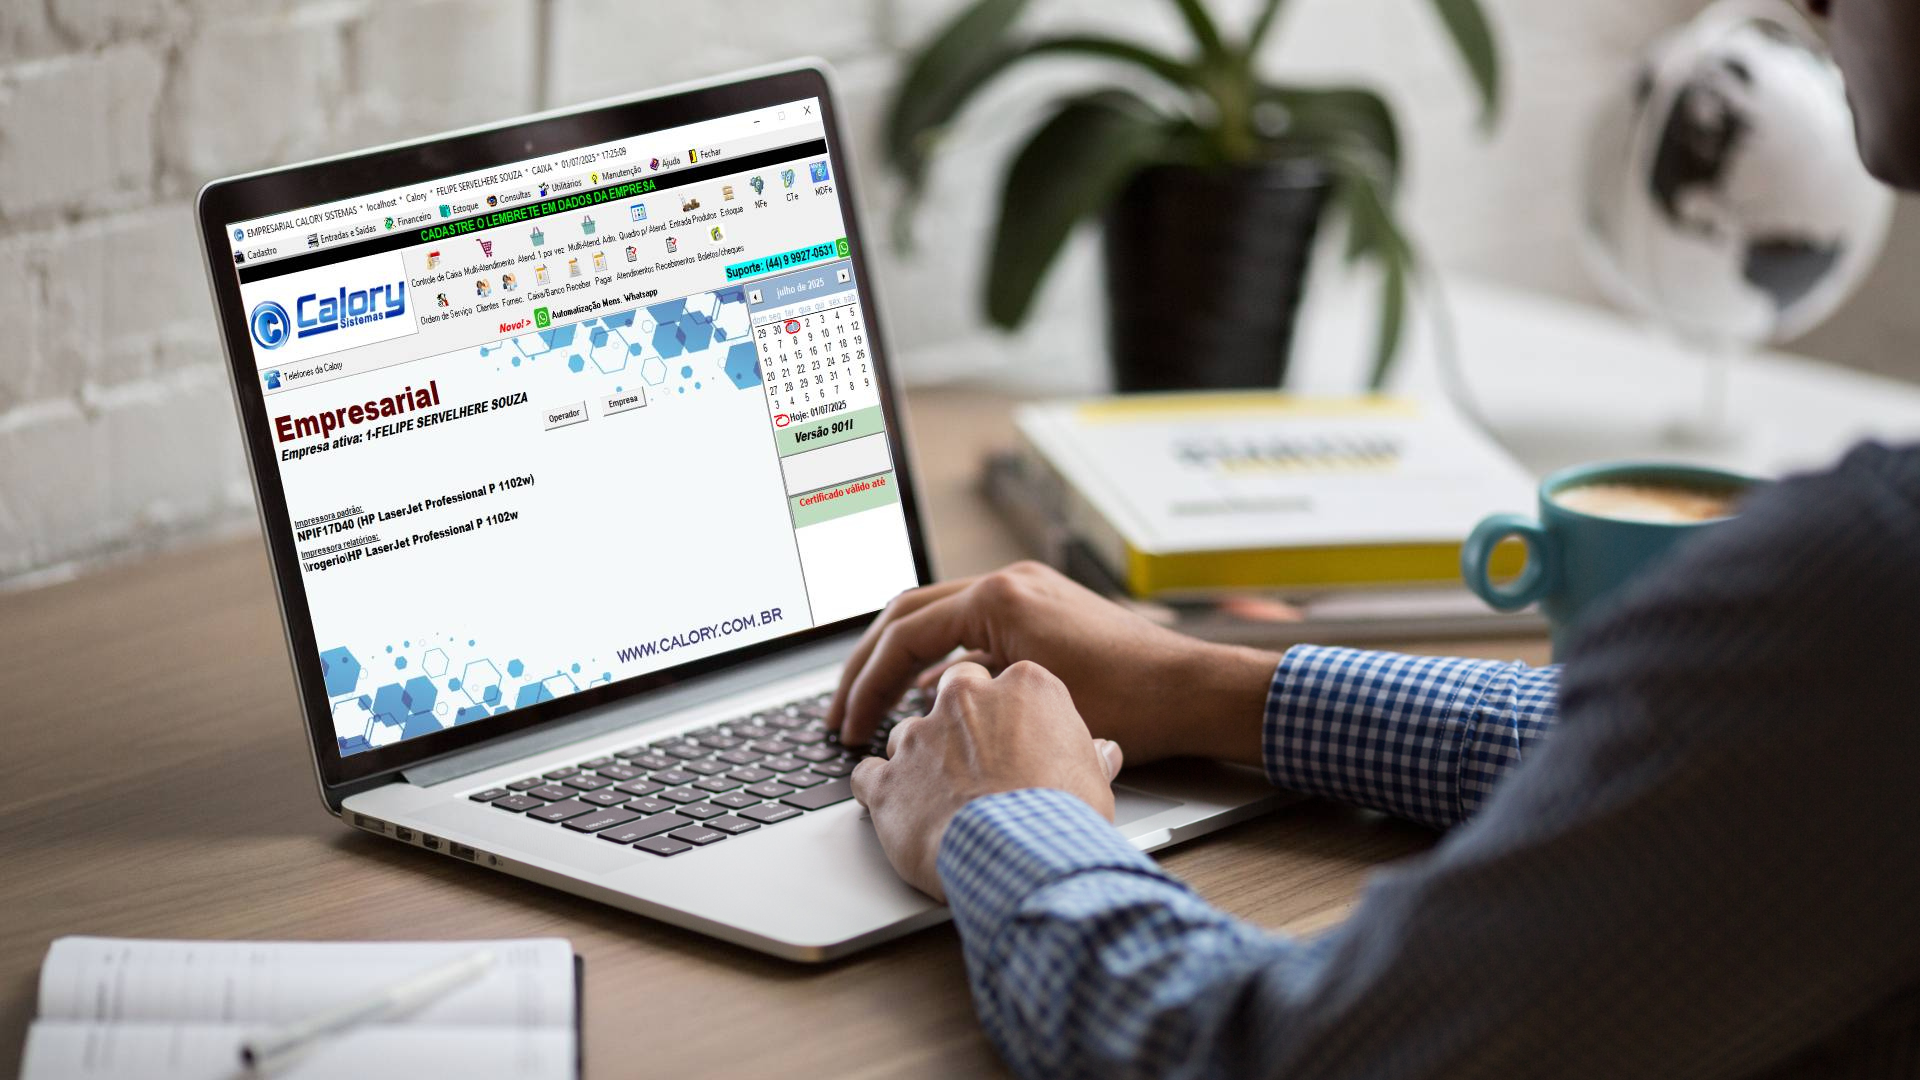 EMPRESARIAL CALORY SISTEMAS * localhost * Calory * FELIPE SERVELHERE SOUZA * CAIXA * 01/07/2025 * 17:25:09
Cadastro Entradas e Saídas Financeiro Estoque Consultas Utilitários Manutenção Ajuda Fechar
CADASTRE O LEMBRETE EM DADOS DA EMPRESA
Calory
Sistemas
Controle de Caixa Multi-Atendimento Atend. 1 por vez Multi-Atend. Adm. Quadro p/ Atend. Entrada Produtos Estoque NFe CTe MDFe
Ordem de Serviço Clientes Fornec. Caixa/Banco Receber Pagar Atendimentos Recebimentos Boletos/cheques
Novo! > Automatização Mens. Whatsapp
Suporte: (44) 9 9927-0531
Telefones da Calory
Empresarial
Empresa ativa: 1-FELIPE SERVELHERE SOUZA
Operador Empresa
Impressora padrão:
NPIF17D40 (HP LaserJet Professional P 1102w)
Impressora relatórios:
\\rogerio\HP LaserJet Professional P 1102w
WWW.CALORY.COM.BR
julho de 2025
dom seg ter qua qui sex sáb
29 30 1 2 3 4 5
6 7 8 9 10 11 12
13 14 15 16 17 18 19
20 21 22 23 24 25 26
27 28 29 30 31 1 2
3 4 5 6 7 8 9
Hoje: 01/07/2025
Versão 901I
Certificado válido até